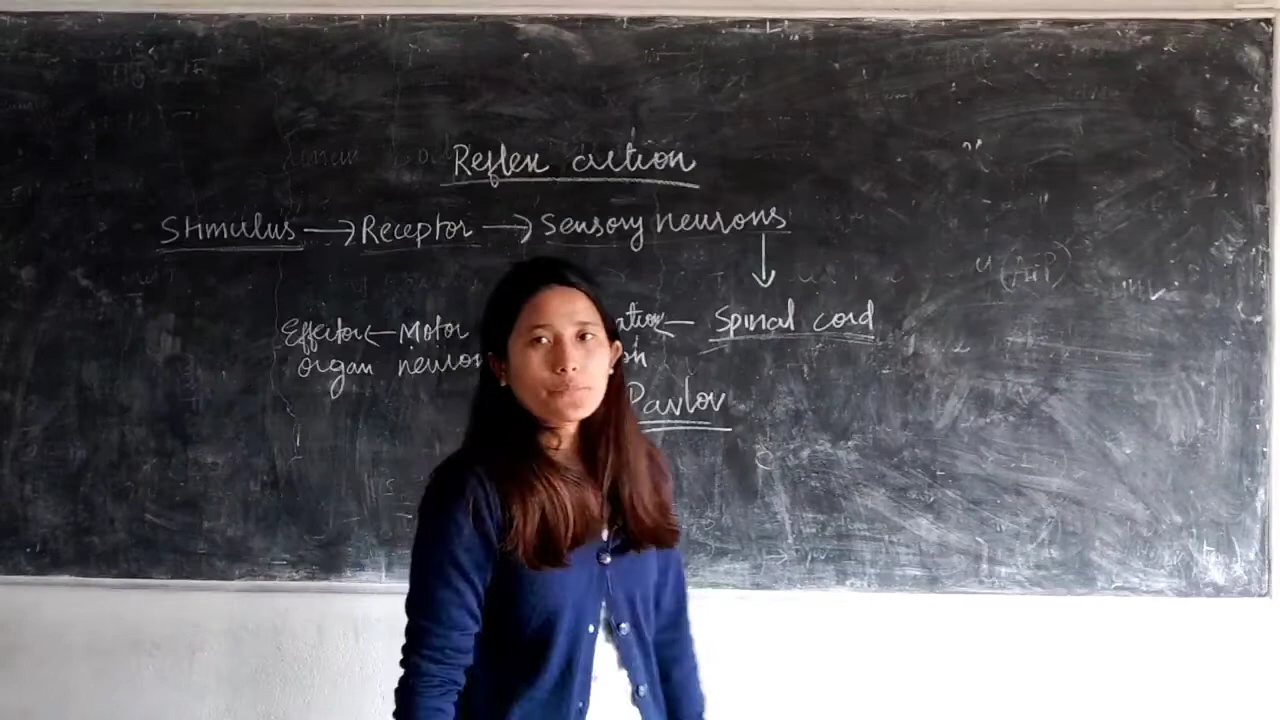 Reflex action
Stimulus → Receptor → Sensory neurons
↓
Effector ← Motor ← Spinal cord
organ neuron
Pavlov